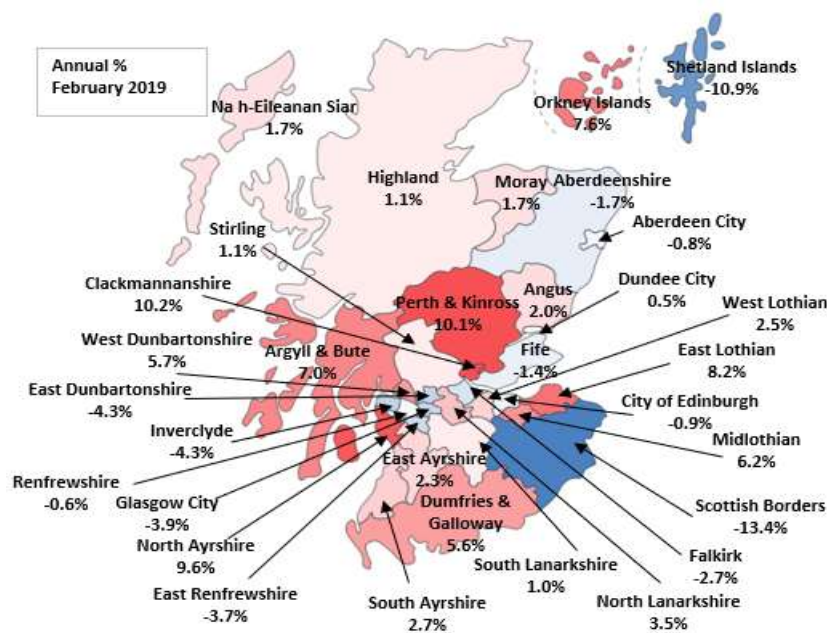 Annual %
February 2019
Shetland Islands
-10.9%
Na h-Eileanan Siar
1.7%
Orkney Islands
7.6%
Highland
1.1%
Moray
1.7%
Aberdeenshire
-1.7%
Stirling
1.1%
Aberdeen City
-0.8%
Clackmannanshire
10.2%
Perth & Kinross
10.1%
Angus
2.0%
Dundee City
0.5%
West Lothian
2.5%
West Dunbartonshire
5.7%
Argyll & Bute
7.0%
Fife
-1.4%
East Lothian
8.2%
East Dunbartonshire
-4.3%
City of Edinburgh
-0.9%
Inverclyde
-4.3%
Midlothian
6.2%
East Ayrshire
2.3%
Renfrewshire
-0.6%
Glasgow City
-3.9%
Dumfries &
Galloway
5.6%
Scottish Borders
-13.4%
North Ayrshire
9.6%
South Lanarkshire
1.0%
Falkirk
-2.7%
East Renfrewshire
-3.7%
South Ayrshire
2.7%
North Lanarkshire
3.5%